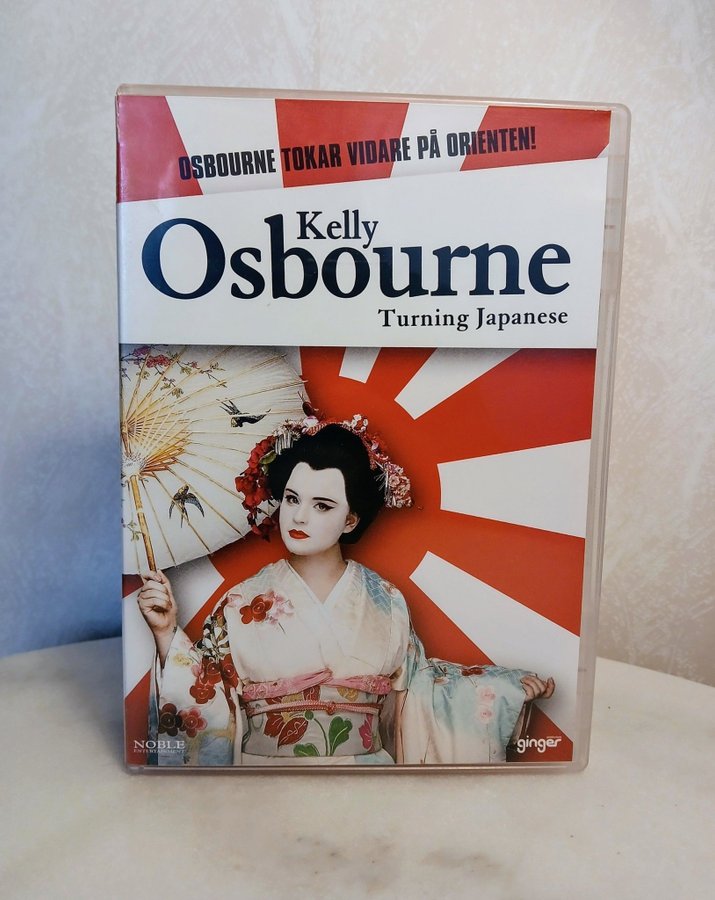 OSBOURNE TOKAR VIDARE PÅ ORIENTEN!
Kelly
Osbourne
Turning Japanese
NOBLE
ENTERTAINMENT
ginger